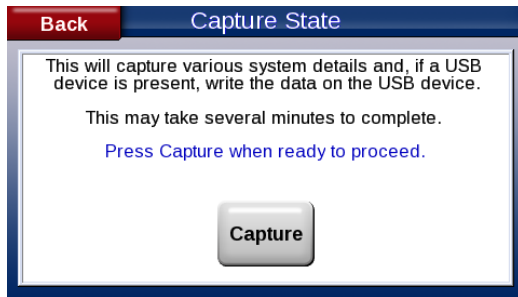 Back
Capture State
This will capture various system details and, if a USB
device is present, write the data on the USB device.
This may take several minutes to complete.
Press Capture when ready to proceed.
Capture